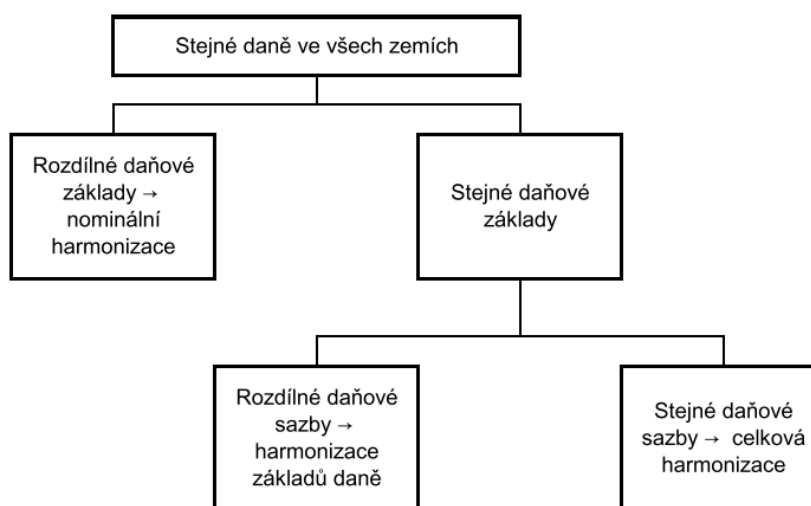 Stejné daně ve všech zemích
Rozdílné daňové
základy →
nominální
harmonizace
Stejné daňové
základy
Rozdílné daňové
sazby →
harmonizace
základů daně
Stejné daňové
sazby → celková
harmonizace